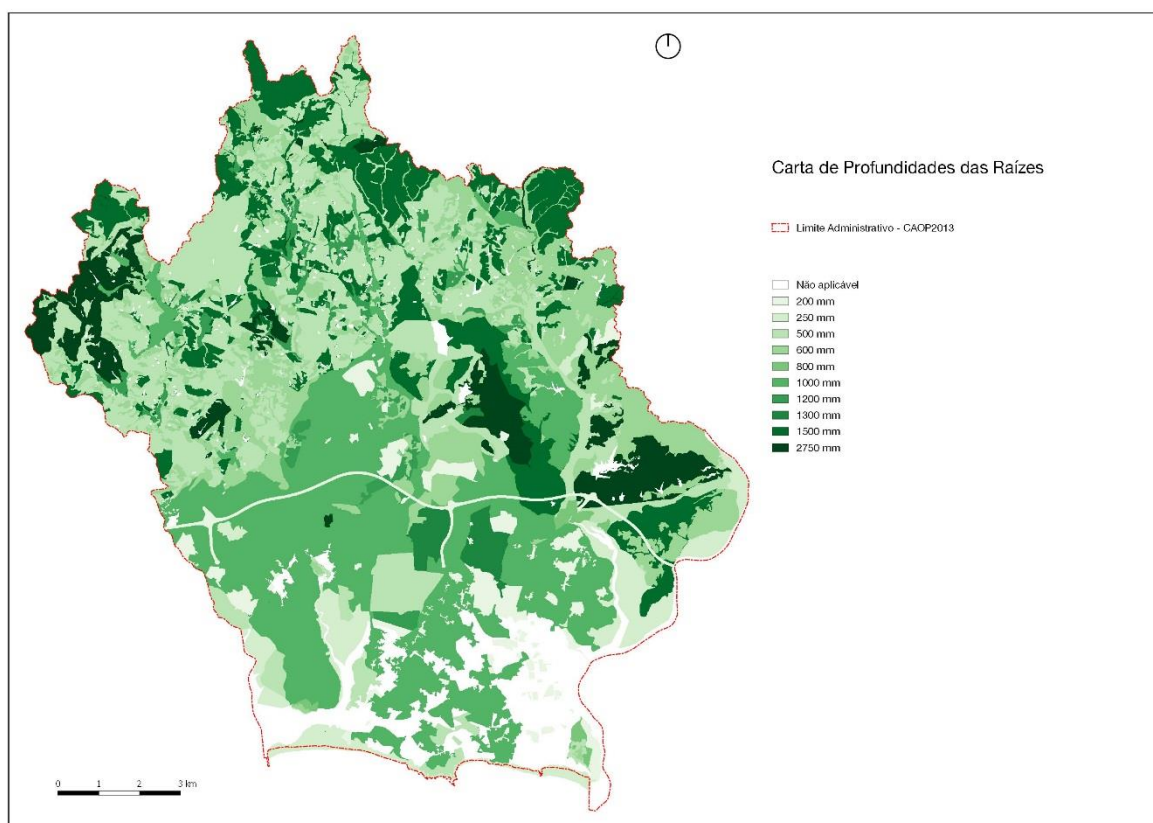 Carta de Profundidades das Raízes
Limite Administrativo - CAOP2013
Não aplicável
200 mm
250 mm
500 mm
600 mm
800 mm
1000 mm
1200 mm
1300 mm
1500 mm
2750 mm
0 1 2 3 km